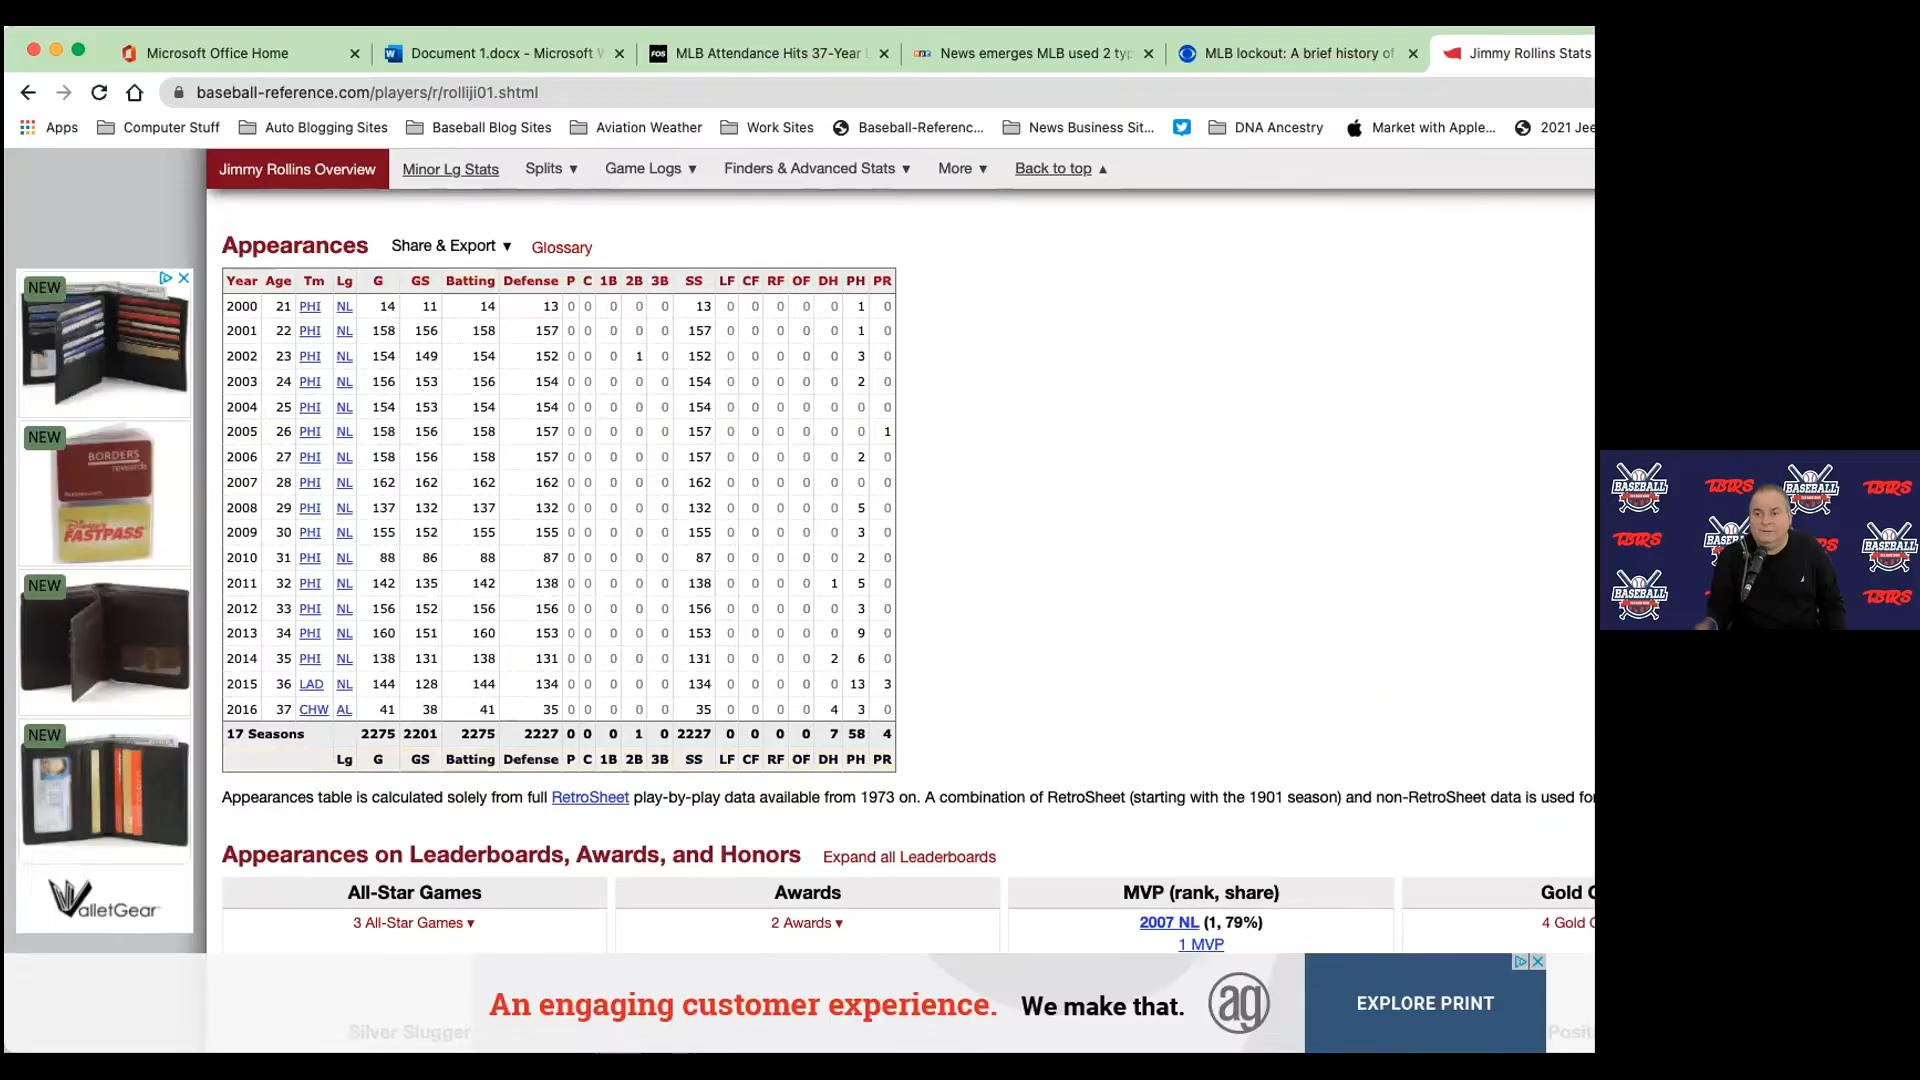 Microsoft Office Home
Document 1.docx - Microsoft W
FOS MLB Attendance Hits 37-Year L
npr News emerges MLB used 2 typ
MLB lockout: A brief history of
Jimmy Rollins Stats
baseball-reference.com/players/r/rolliji01.shtml
Apps Computer Stuff Auto Blogging Sites Baseball Blog Sites Aviation Weather Work Sites Baseball-Referenc... News Business Sit... DNA Ancestry Market with Apple... 2021 Jee
Jimmy Rollins Overview Minor Lg Stats Splits ▼ Game Logs ▼ Finders & Advanced Stats ▼ More ▼ Back to top ▲
Appearances Share & Export ▼ Glossary
Year Age Tm Lg G GS Batting Defense P C 1B 2B 3B SS LF CF RF OF DH PH PR
2000 21 PHI NL 14 11 14 13 0 0 0 0 0 13 0 0 0 0 0 1 0
2001 22 PHI NL 158 156 158 157 0 0 0 0 0 157 0 0 0 0 0 1 0
2002 23 PHI NL 154 149 154 152 0 0 0 1 0 152 0 0 0 0 0 3 0
2003 24 PHI NL 156 153 156 154 0 0 0 0 0 154 0 0 0 0 0 2 0
2004 25 PHI NL 154 153 154 154 0 0 0 0 0 154 0 0 0 0 0 0 0
2005 26 PHI NL 158 156 158 157 0 0 0 0 0 157 0 0 0 0 0 0 1
2006 27 PHI NL 158 156 158 157 0 0 0 0 0 157 0 0 0 0 0 2 0
2007 28 PHI NL 162 162 162 162 0 0 0 0 0 162 0 0 0 0 0 0 0
2008 29 PHI NL 137 132 137 132 0 0 0 0 0 132 0 0 0 0 0 5 0
2009 30 PHI NL 155 152 155 155 0 0 0 0 0 155 0 0 0 0 0 3 0
2010 31 PHI NL 88 86 88 87 0 0 0 0 0 87 0 0 0 0 0 2 0
2011 32 PHI NL 142 135 142 138 0 0 0 0 0 138 0 0 0 0 1 5 0
2012 33 PHI NL 156 152 156 156 0 0 0 0 0 156 0 0 0 0 0 3 0
2013 34 PHI NL 160 151 160 153 0 0 0 0 0 153 0 0 0 0 0 9 0
2014 35 PHI NL 138 131 138 131 0 0 0 0 0 131 0 0 0 0 2 6 0
2015 36 LAD NL 144 128 144 134 0 0 0 0 0 134 0 0 0 0 0 13 3
2016 37 CHW AL 41 38 41 35 0 0 0 0 0 35 0 0 0 0 4 3 0
17 Seasons 2275 2201 2275 2227 0 0 0 1 0 2227 0 0 0 0 7 58 4
Lg G GS Batting Defense P C 1B 2B 3B SS LF CF RF OF DH PH PR
Appearances table is calculated solely from full RetroSheet play-by-play data available from 1973 on. A combination of RetroSheet (starting with the 1901 season) and non-RetroSheet data is used for
Appearances on Leaderboards, Awards, and Honors Expand all Leaderboards
All-Star Games Awards MVP (rank, share) Gold G
3 All-Star Games ▾ 2 Awards ▾ 2007 NL (1, 79%) 4 Gold G
1 MVP
Silver Slugger
Posit
NEW
NEW
BORDERS
rewards
Disney's
FASTPASS
NEW
NEW
WalletGear
An engaging customer experience. We make that. ag EXPLORE PRINT
BASEBALL TBTRS BASEBALL TBTRS
TBTRS BASEBALL BASEBALL
BASEBALL TBTRS